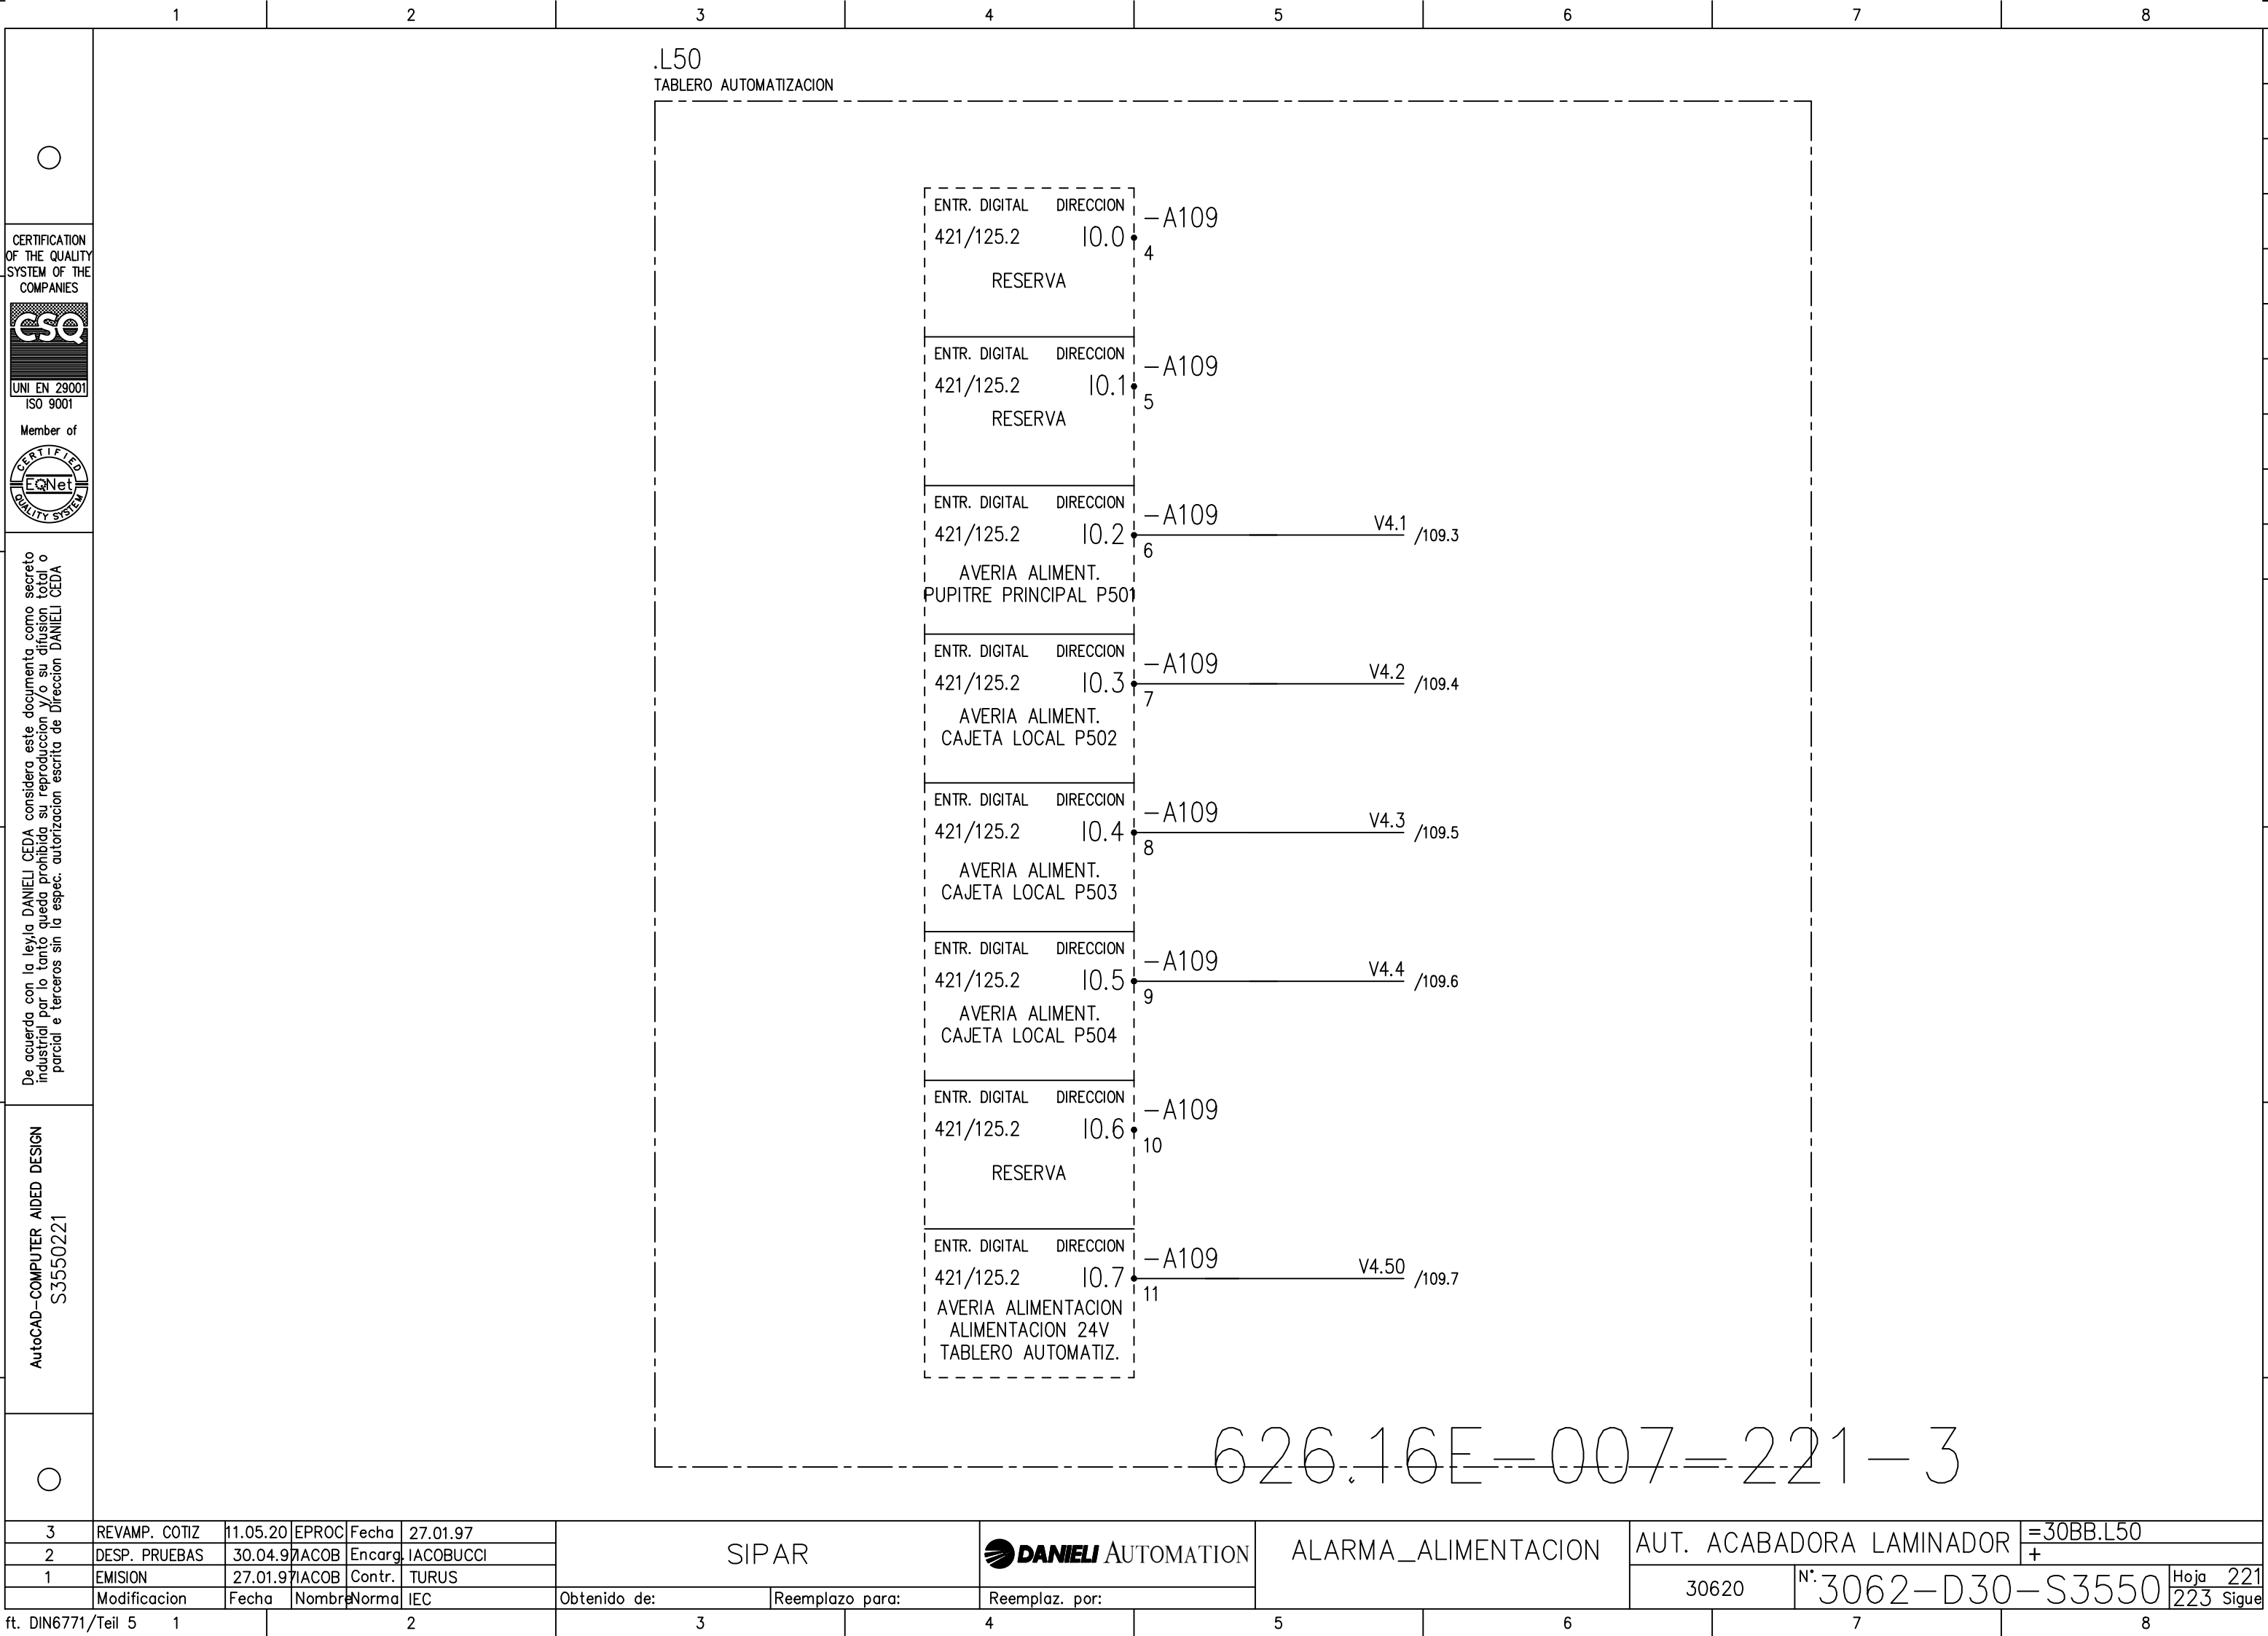 1 2 3 4 5 6 7 8
.L50
TABLERO AUTOMATIZACION
CERTIFICATION
OF THE QUALITY
SYSTEM OF THE
COMPANIES
CSQ
UNI EN 29001
ISO 9001
Member of
CERTIFIED
EQNet
QUALITY SYSTEM
De acuerda con la ley,la DANIELI CEDA considera este documenta como secreto
industrial por lo tanto queda prohibida su reproduccion y/o su difusion total o
parcial e terceros sin la espec. autorizacion escrita de Direccion DANIELI CEDA
AutoCAD-COMPUTER AIDED DESIGN
S3550221
ENTR. DIGITAL DIRECCION
-A109
421/125.2 I0.0
4
RESERVA
ENTR. DIGITAL DIRECCION
-A109
421/125.2 I0.1
5
RESERVA
ENTR. DIGITAL DIRECCION
-A109
421/125.2 I0.2 V4.1 /109.3
6
AVERIA ALIMENT.
PUPITRE PRINCIPAL P501
ENTR. DIGITAL DIRECCION
-A109
421/125.2 I0.3 V4.2 /109.4
7
AVERIA ALIMENT.
CAJETA LOCAL P502
ENTR. DIGITAL DIRECCION
-A109
421/125.2 I0.4 V4.3 /109.5
8
AVERIA ALIMENT.
CAJETA LOCAL P503
ENTR. DIGITAL DIRECCION
-A109
421/125.2 I0.5 V4.4 /109.6
9
AVERIA ALIMENT.
CAJETA LOCAL P504
ENTR. DIGITAL DIRECCION
-A109
421/125.2 I0.6
10
RESERVA
ENTR. DIGITAL DIRECCION
-A109
421/125.2 I0.7 V4.50 /109.7
11
AVERIA ALIMENTACION
ALIMENTACION 24V
TABLERO AUTOMATIZ.
626.16E-007-221-3
3 REVAMP. COTIZ 11.05.20 EPROC Fecha 27.01.97
2 DESP. PRUEBAS 30.04.97 IACOB Encarg. IACOBUCCI
1 EMISION 27.01.97 IACOB Contr. TURUS
Modificacion Fecha Nombre Norma IEC
SIPAR
Obtenido de: Reemplazo para: Reemplaz. por:
DANIELI AUTOMATION
ALARMA_ALIMENTACION
AUT. ACABADORA LAMINADOR
=30BB.L50
+
30620
N°. 3062-D30-S3550
Hoja 221
223 Sigue
ft. DIN6771/Teil 5 1 2 3 4 5 6 7 8